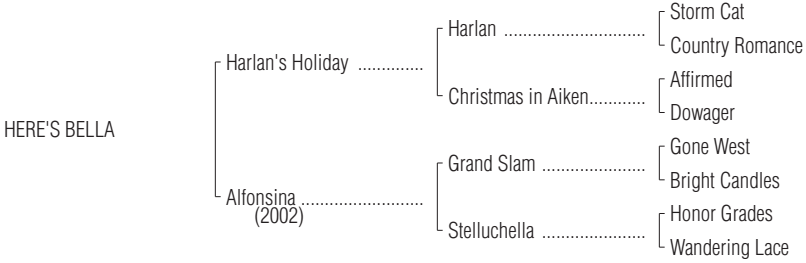 Storm Cat
Harlan ..............................
Country Romance
Harlan's Holiday ..............
Affirmed
Christmas in Aiken............
Dowager
HERE'S BELLA
Gone West
Grand Slam ......................
Bright Candles
Alfonsina ..........................
(2002)
Honor Grades
Stelluchella ......................
Wandering Lace